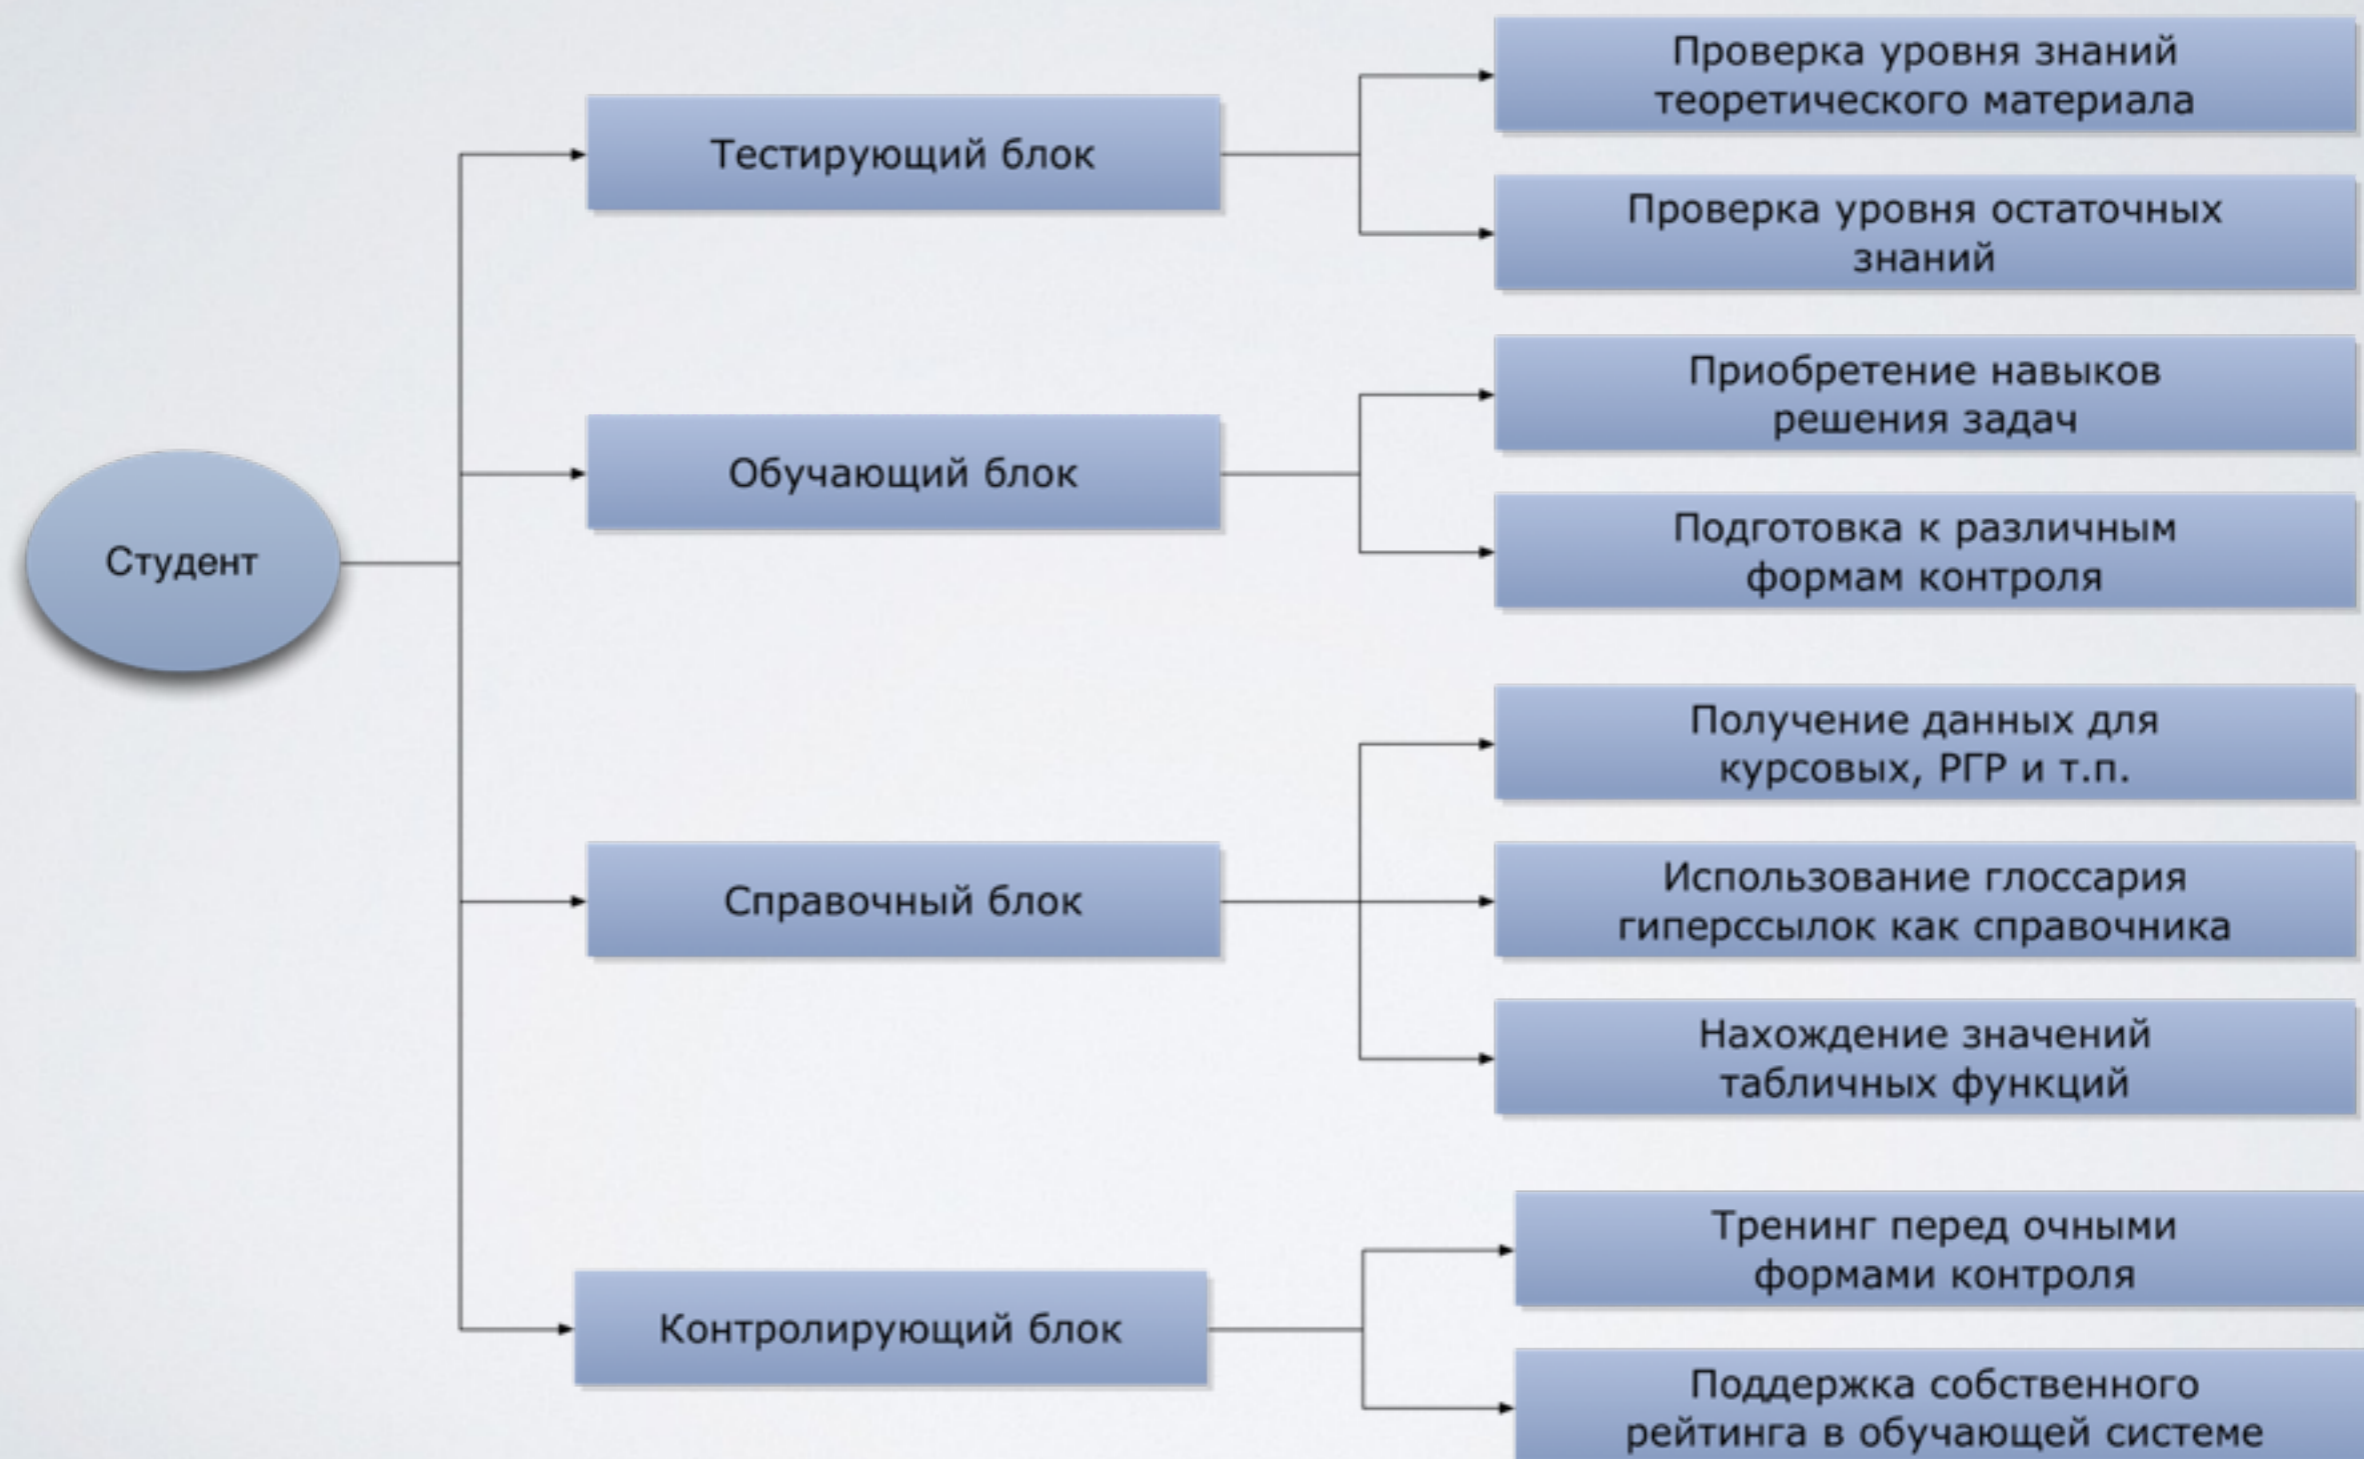 Студент
Тестирующий блок
Проверка уровня знаний
теоретического материала
Проверка уровня остаточных
знаний
Обучающий блок
Приобретение навыков
решения задач
Подготовка к различным
формам контроля
Справочный блок
Получение данных для
курсовых, РГР и т.п.
Использование глоссария
гиперссылок как справочника
Нахождение значений
табличных функций
Контролирующий блок
Тренинг перед очными
формами контроля
Поддержка собственного
рейтинга в обучающей системе